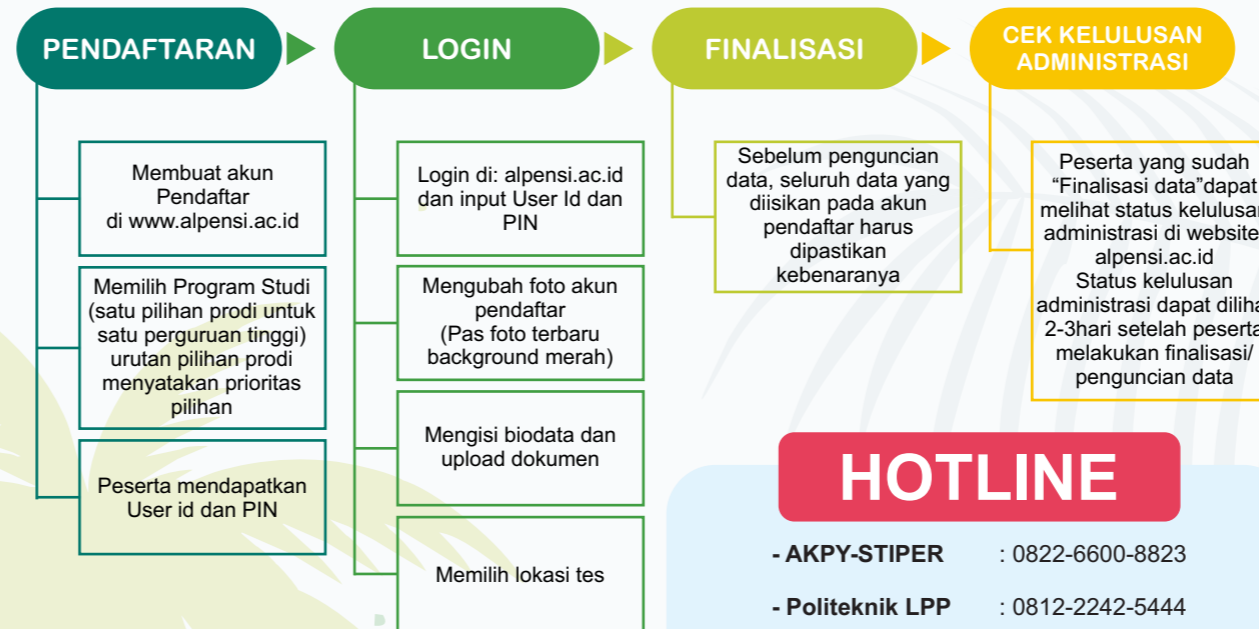 PENDAFTARAN
Membuat akun
Pendaftar
di www.alpensi.ac.id
Memilih Program Studi
(satu pilihan prodi untuk
satu perguruan tinggi)
urutan pilihan prodi
menyatakan prioritas
pilihan
Peserta mendapatkan
User id dan PIN
LOGIN
Login di: alpensi.ac.id
dan input User Id dan
PIN
Mengubah foto akun
pendaftar
(Pas foto terbaru
background merah)
Mengisi biodata dan
upload dokumen
Memilih lokasi tes
FINALISASI
Sebelum penguncian
data, seluruh data yang
diisikan pada akun
pendaftar harus
dipastikan
kebenaranya
CEK KELULUSAN
ADMINISTRASI
Peserta yang sudah
“Finalisasi data”dapat
melihat status kelulusan
administrasi di website
alpensi.ac.id
Status kelulusan
administrasi dapat diliha
2-3hari setelah peserta
melakukan finalisasi/
penguncian data
HOTLINE
- AKPY-STIPER : 0822-6600-8823
- Politeknik LPP : 0812-2242-5444